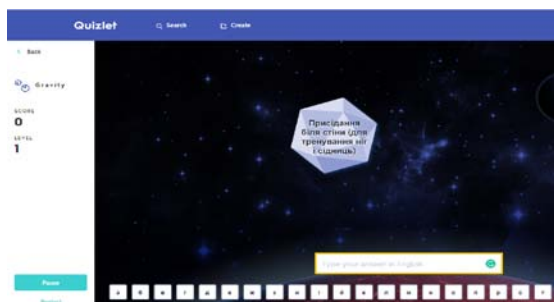 Quizlet
Search
Create
Back
Gravity
SCORE
0
LEVEL
1
Присідання
біля стіни (для
тренування ніг
і сідниць)
Type your answer in English
Pause